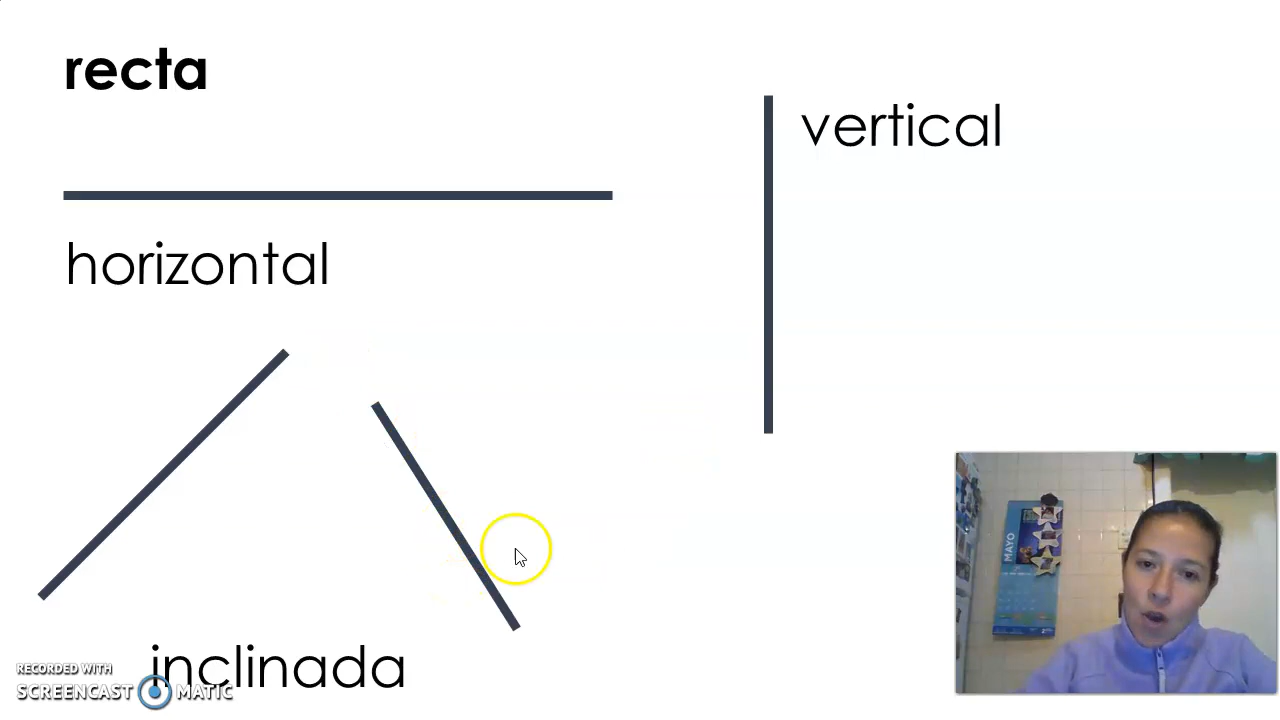 recta
vertical
horizontal
inclinada
RECORDED WITH
SCREENCAST MATIC
MAYO